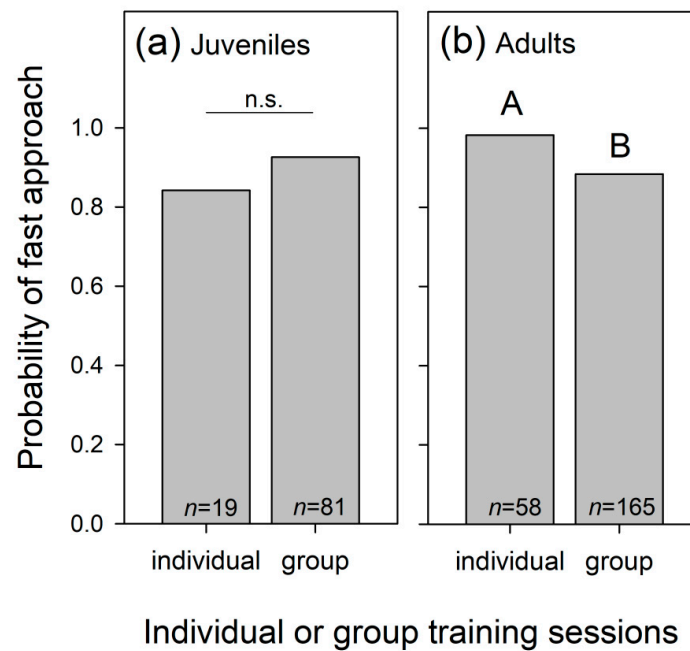 (a) Juveniles
(b) Adults
Probability of fast approach
n.s.
A
B
1.0
0.8
0.6
0.4
0.2
0.0
n=19
n=81
n=58
n=165
individual
group
individual
group
Individual or group training sessions